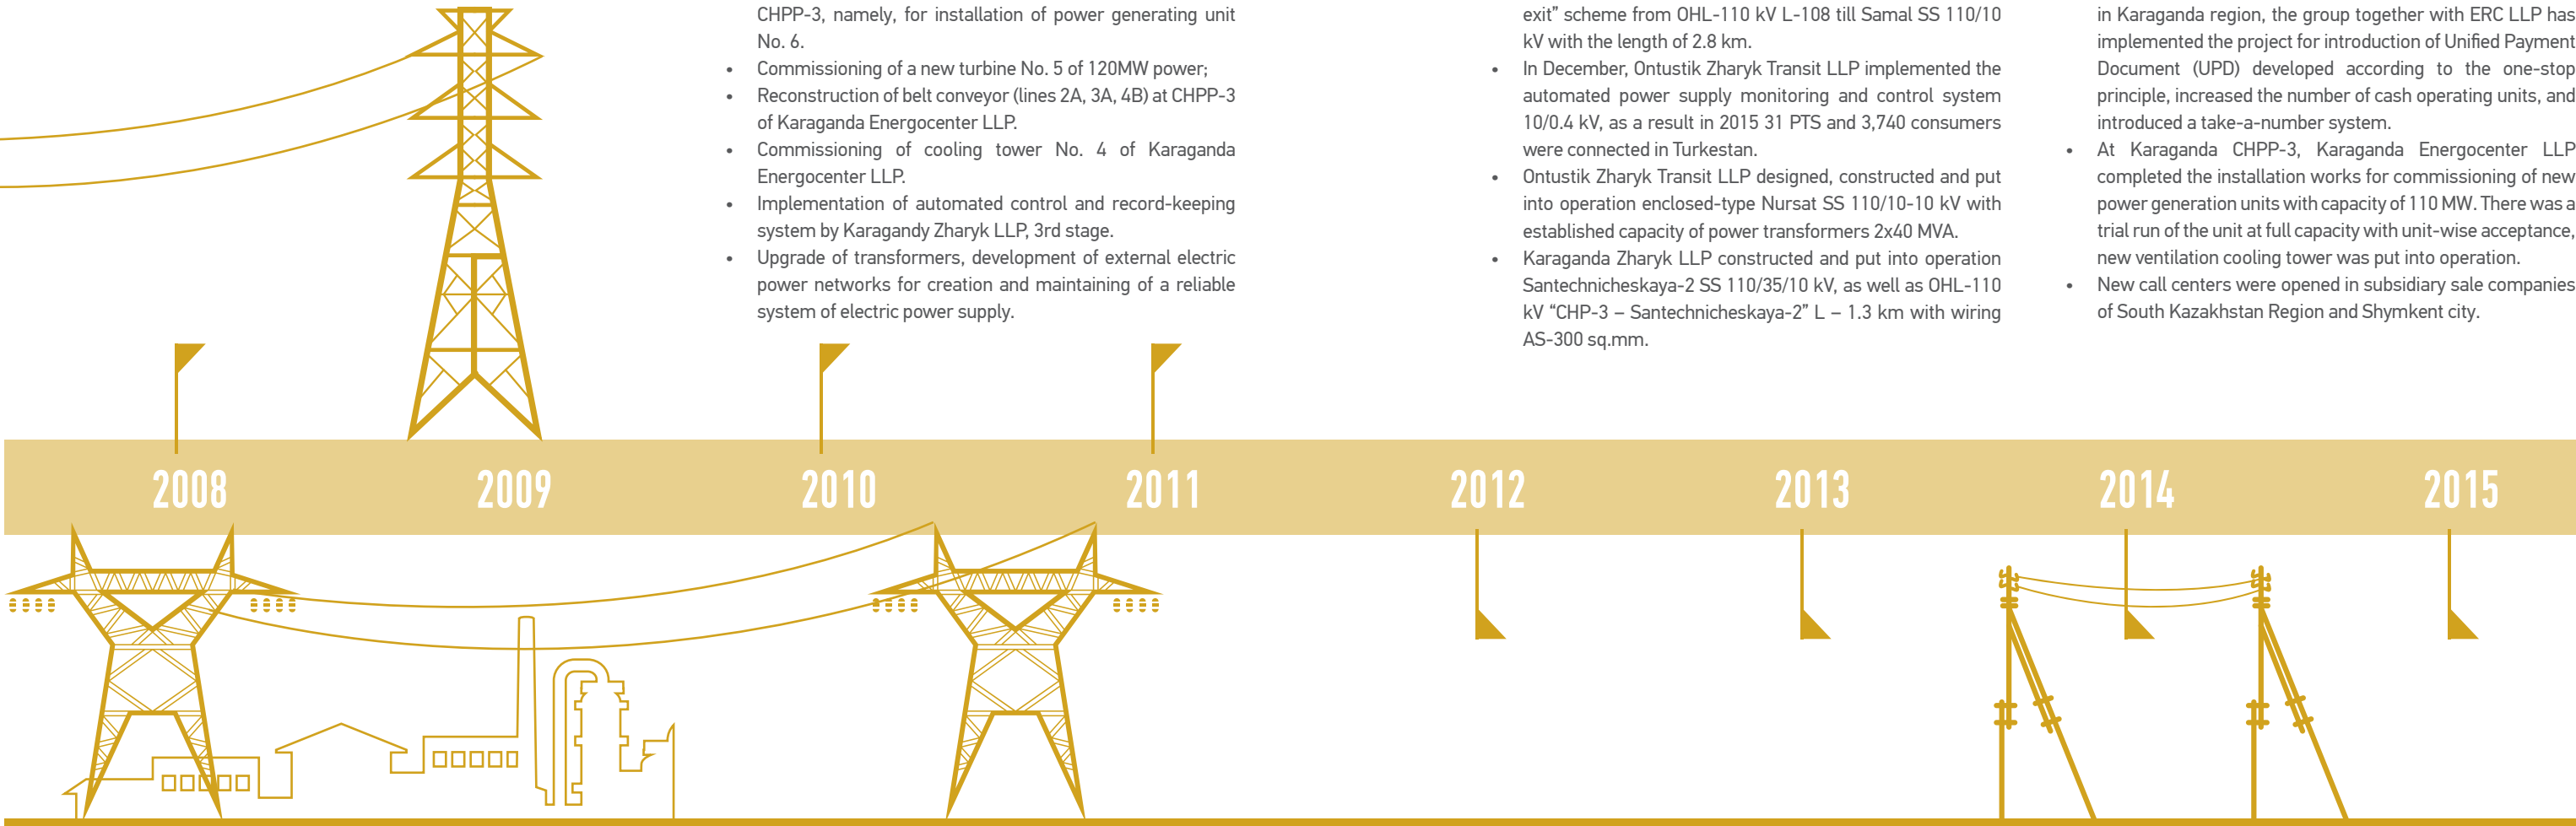 CHPP-3, namely, for installation of power generating unit
No. 6.
• Commissioning of a new turbine No. 5 of 120MW power;
• Reconstruction of belt conveyor (lines 2A, 3A, 4B) at CHPP-3
of Karaganda Energocenter LLP.
• Commissioning of cooling tower No. 4 of Karaganda
Energocenter LLP.
• Implementation of automated control and record-keeping
system by Karagandy Zharyk LLP, 3rd stage.
• Upgrade of transformers, development of external electric
power networks for creation and maintaining of a reliable
system of electric power supply.
exit” scheme from OHL-110 kV L-108 till Samal SS 110/10
kV with the length of 2.8 km.
• In December, Ontustik Zharyk Transit LLP implemented the
automated power supply monitoring and control system
10/0.4 kV, as a result in 2015 31 PTS and 3,740 consumers
were connected in Turkestan.
• Ontustik Zharyk Transit LLP designed, constructed and put
into operation enclosed-type Nursat SS 110/10-10 kV with
established capacity of power transformers 2x40 MVA.
• Karaganda Zharyk LLP constructed and put into operation
Santechnicheskaya-2 SS 110/35/10 kV, as well as OHL-110
kV “CHP-3 – Santechnicheskaya-2” L – 1.3 km with wiring
AS-300 sq.mm.
in Karaganda region, the group together with ERC LLP has
implemented the project for introduction of Unified Payment
Document (UPD) developed according to the one-stop
principle, increased the number of cash operating units, and
introduced a take-a-number system.
• At Karaganda CHPP-3, Karaganda Energocenter LLP
completed the installation works for commissioning of new
power generation units with capacity of 110 MW. There was a
trial run of the unit at full capacity with unit-wise acceptance,
new ventilation cooling tower was put into operation.
• New call centers were opened in subsidiary sale companies
of South Kazakhstan Region and Shymkent city.
2008 2009 2010 2011 2012 2013 2014 2015